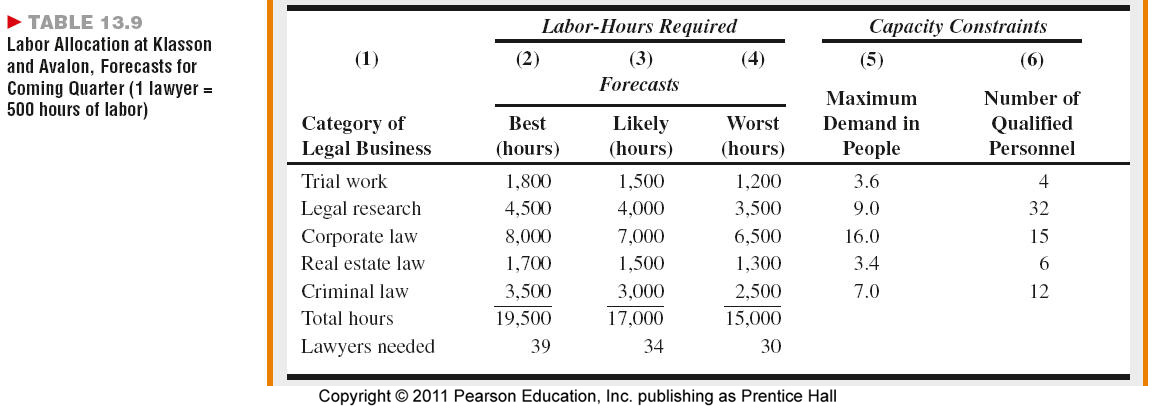 ► TABLE 13.9
Labor Allocation at Klasson
and Avalon, Forecasts for
Coming Quarter (1 lawyer =
500 hours of labor)
Labor-Hours Required Capacity Constraints
(1) (2) (3) (4) (5) (6)
Forecasts
Maximum Number of
Category of Best Likely Worst Demand in Qualified
Legal Business (hours) (hours) (hours) People Personnel
Trial work 1,800 1,500 1,200 3.6 4
Legal research 4,500 4,000 3,500 9.0 32
Corporate law 8,000 7,000 6,500 16.0 15
Real estate law 1,700 1,500 1,300 3.4 6
Criminal law 3,500 3,000 2,500 7.0 12
Total hours 19,500 17,000 15,000
Lawyers needed 39 34 30
Copyright © 2011 Pearson Education, Inc. publishing as Prentice Hall